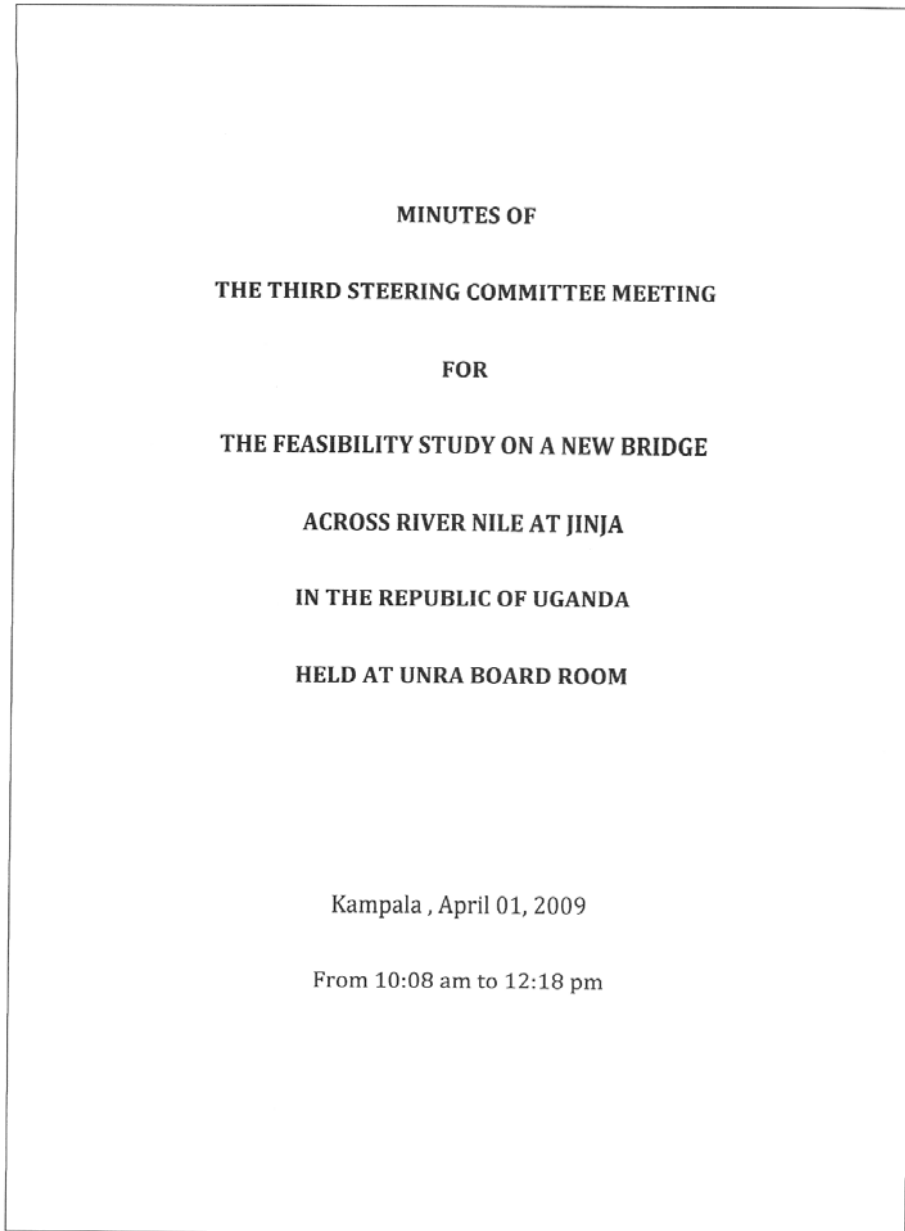 MINUTES OF
THE THIRD STEERING COMMITTEE MEETING
FOR
THE FEASIBILITY STUDY ON A NEW BRIDGE
ACROSS RIVER NILE AT JINJA
IN THE REPUBLIC OF UGANDA
HELD AT UNRA BOARD ROOM
Kampala , April 01, 2009
From 10:08 am to 12:18 pm